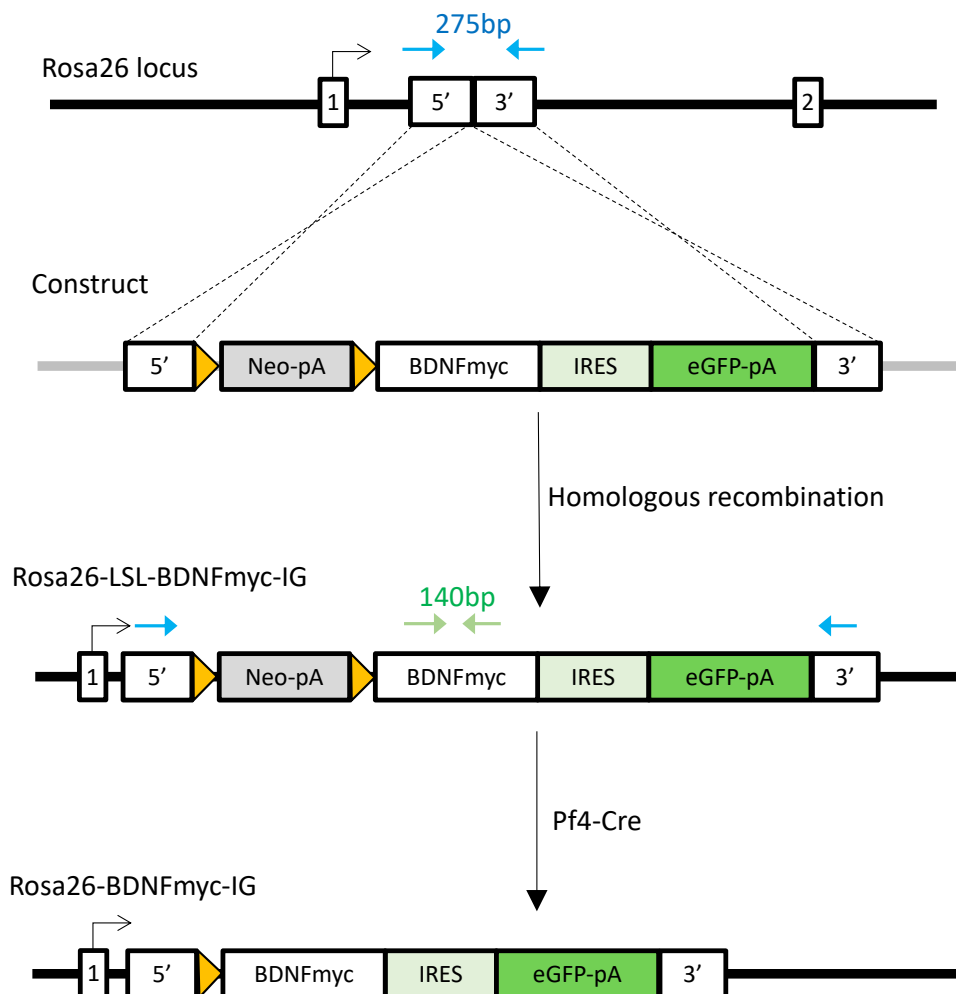 275bp
Rosa26 locus
1 5’ 3’ 2
Construct
5’ Neo-pA BDNFmyc IRES eGFP-pA 3’
Homologous recombination
Rosa26-LSL-BDNFmyc-IG
140bp
1 5’ Neo-pA BDNFmyc IRES eGFP-pA 3’
Pf4-Cre
Rosa26-BDNFmyc-IG
1 5’ BDNFmyc IRES eGFP-pA 3’